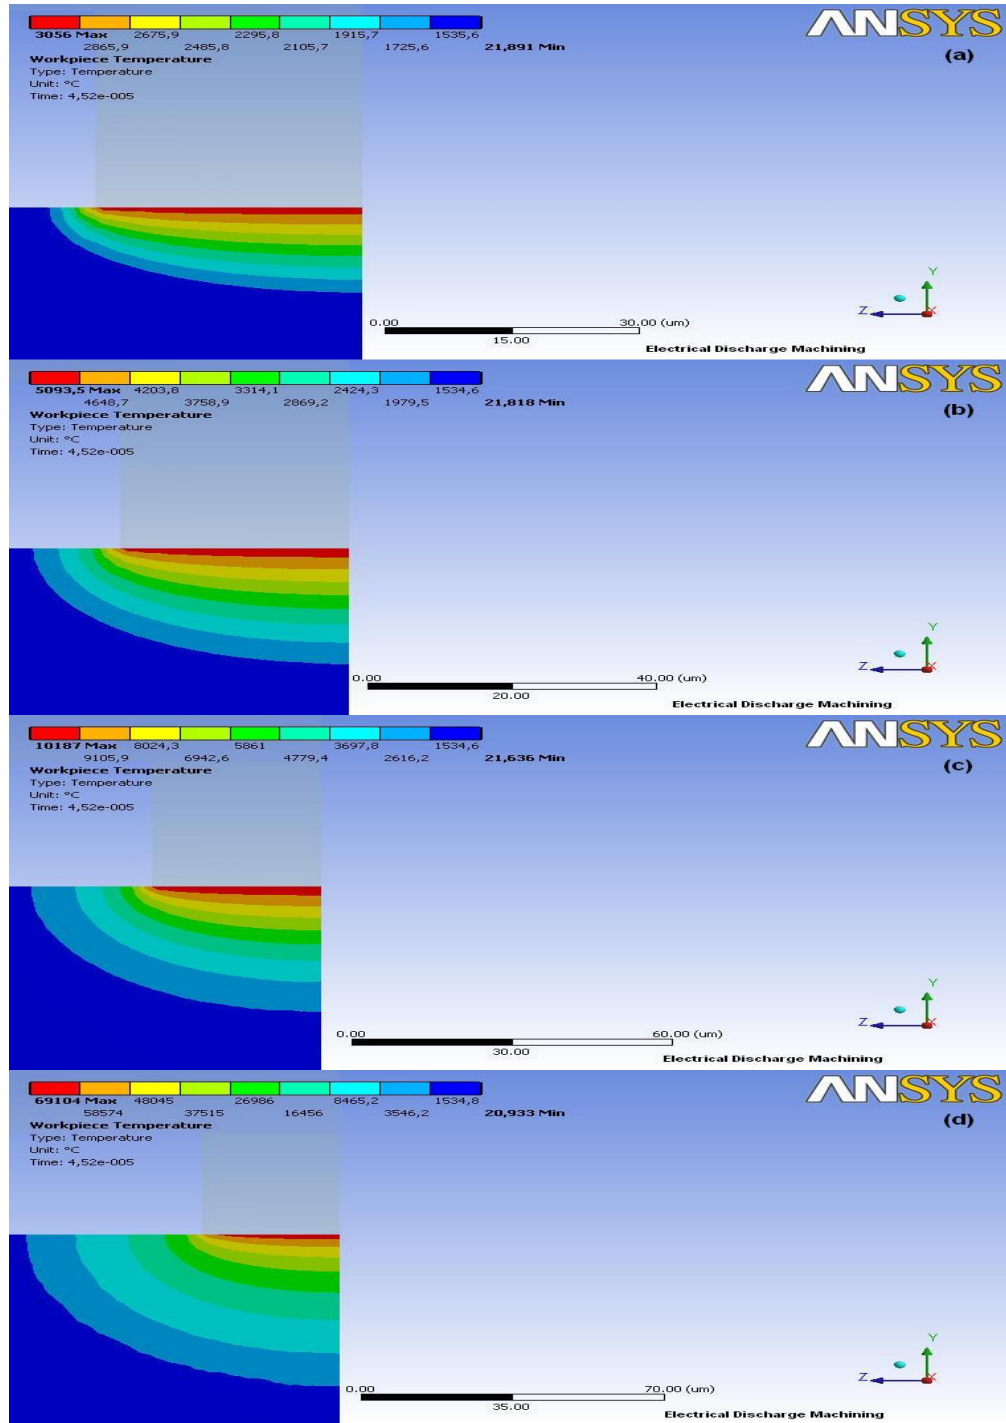 3056 Max 2675,9 2295,8 1915,7 1535,6
2865,9 2485,8 2105,7 1725,6 21,891 Min
Workpiece Temperature
Type: Temperature
Unit: °C
Time: 4,52e-005
ANSYS
(a)
Y
Z X
0.00 30.00 (um)
15.00
Electrical Discharge Machining
5093,5 Max 4203,8 3314,1 2424,3 1534,6
4648,7 3758,9 2869,2 1979,5 21,818 Min
Workpiece Temperature
Type: Temperature
Unit: °C
Time: 4,52e-005
ANSYS
(b)
Y
Z X
0.00 40.00 (um)
20.00
Electrical Discharge Machining
10187 Max 8024,3 5861 3697,8 1534,6
9105,9 6942,6 4779,4 2616,2 21,636 Min
Workpiece Temperature
Type: Temperature
Unit: °C
Time: 4,52e-005
ANSYS
(c)
Y
Z X
0.00 60.00 (um)
30.00
Electrical Discharge Machining
69104 Max 48045 26986 8465,2 1534,8
58574 37515 16456 3546,2 20,933 Min
Workpiece Temperature
Type: Temperature
Unit: °C
Time: 4,52e-005
ANSYS
(d)
Y
Z X
0.00 70.00 (um)
35.00
Electrical Discharge Machining